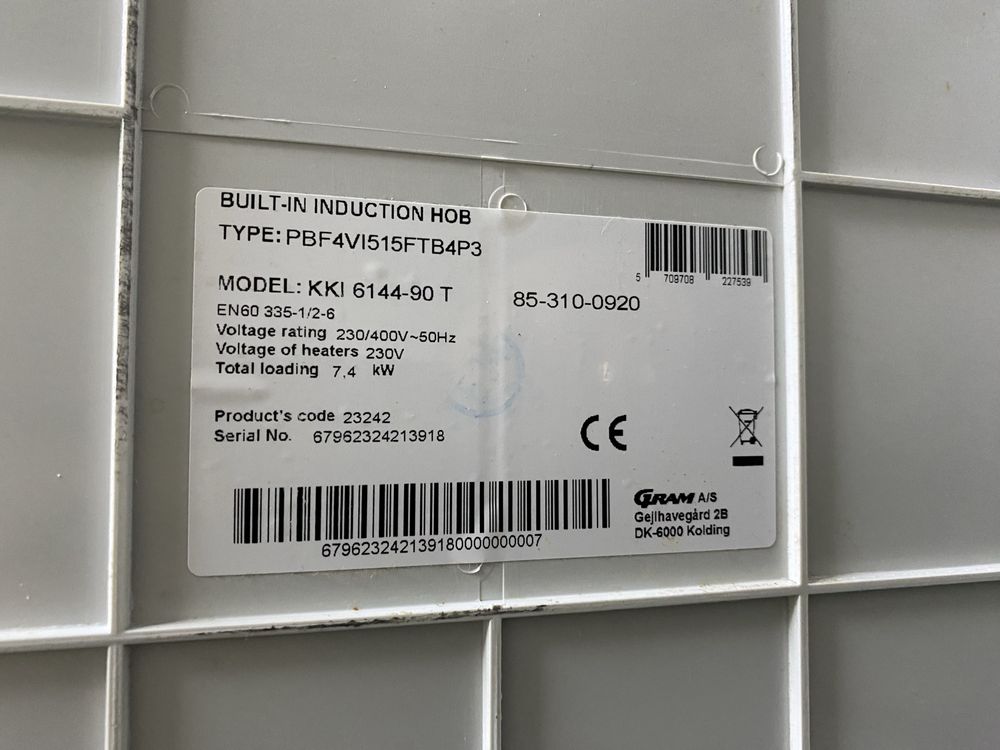 BUILT-IN INDUCTION HOB
TYPE: PBF4VI515FTB4P3
MODEL: KKI 6144-90 T
85-310-0920
5 709708 227539
EN60 335-1/2-6
Voltage rating 230/400V~50Hz
Voltage of heaters 230V
Total loading 7,4 kW
Product's code 23242
Serial No. 67962324213918
CE
679623242139180000000007
GRAM A/S
Gejlhavegård 2B
DK-6000 Kolding